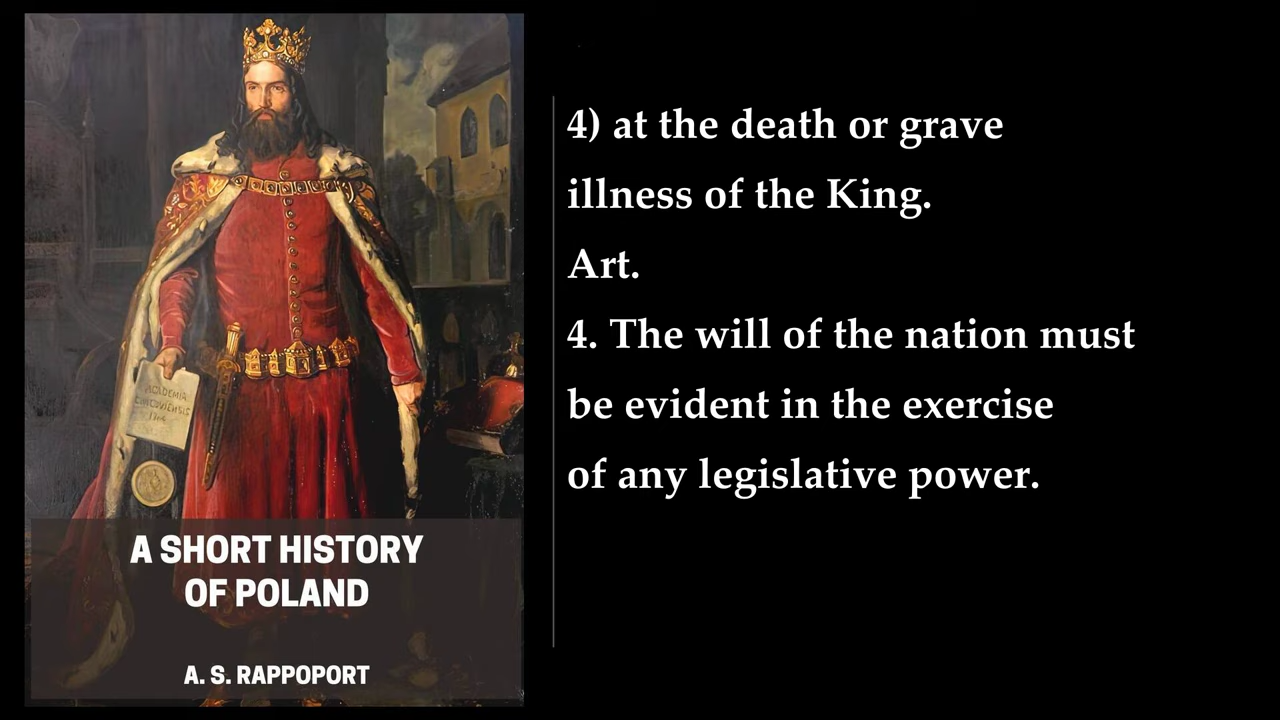 ACADEMIA
A SHORT HISTORY
OF POLAND
A. S. RAPPOPORT
4) at the death or grave
illness of the King.
Art.
4. The will of the nation must
be evident in the exercise
of any legislative power.